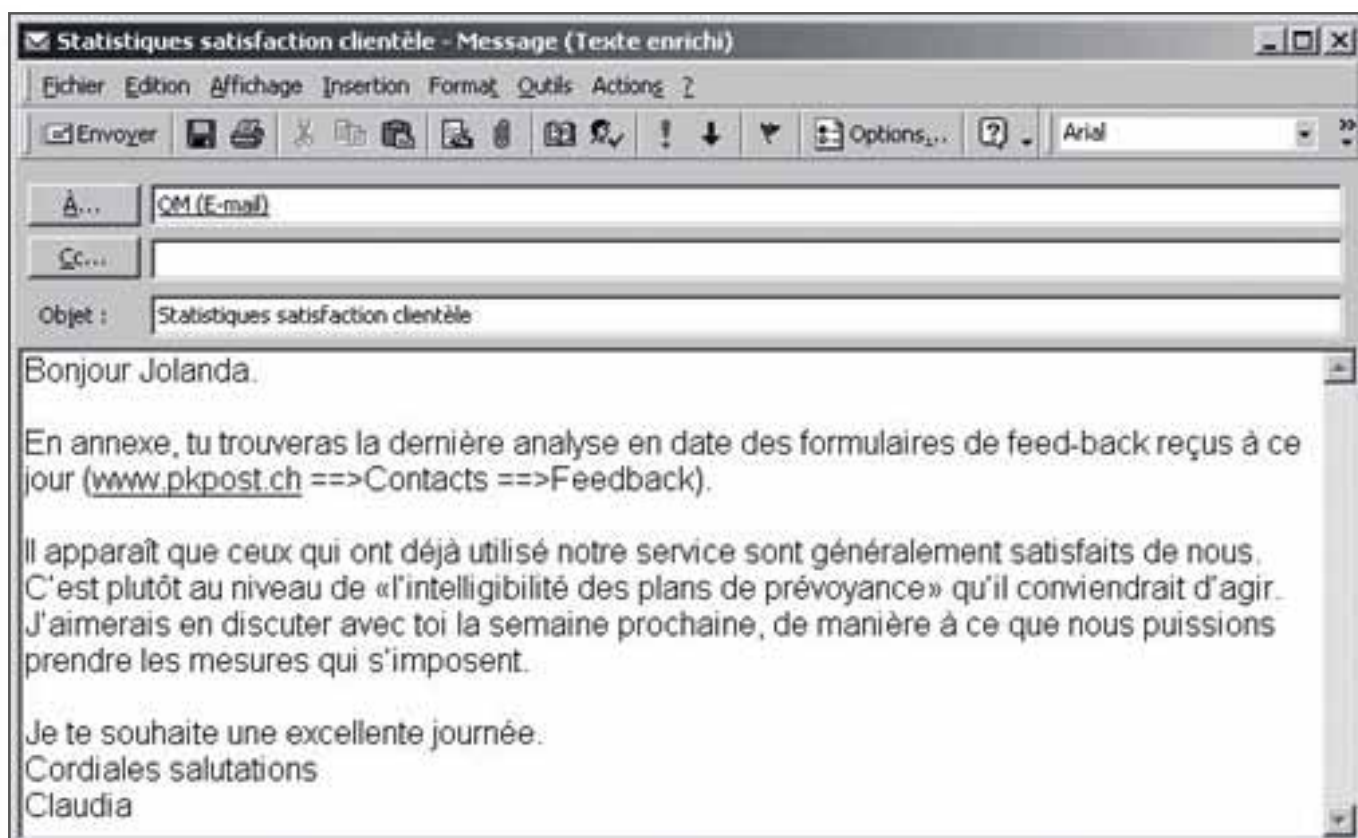 Statistiques satisfaction clientèle - Message (Texte enrichi)
Fichier Edition Affichage Insertion Format Outils Actions ?
Envoyer Options... Arial
À... QM (E-mail)
Cc...
Objet : Statistiques satisfaction clientèle
Bonjour Jolanda.
En annexe, tu trouveras la dernière analyse en date des formulaires de feed-back reçus à ce
jour (www.pkpost.ch ==>Contacts ==>Feedback).
Il apparaît que ceux qui ont déjà utilisé notre service sont généralement satisfaits de nous.
C'est plutôt au niveau de «l'intelligibilité des plans de prévoyance» qu'il conviendrait d'agir.
J'aimerais en discuter avec toi la semaine prochaine, de manière à ce que nous puissions
prendre les mesures qui s'imposent.
Je te souhaite une excellente journée.
Cordiales salutations
Claudia